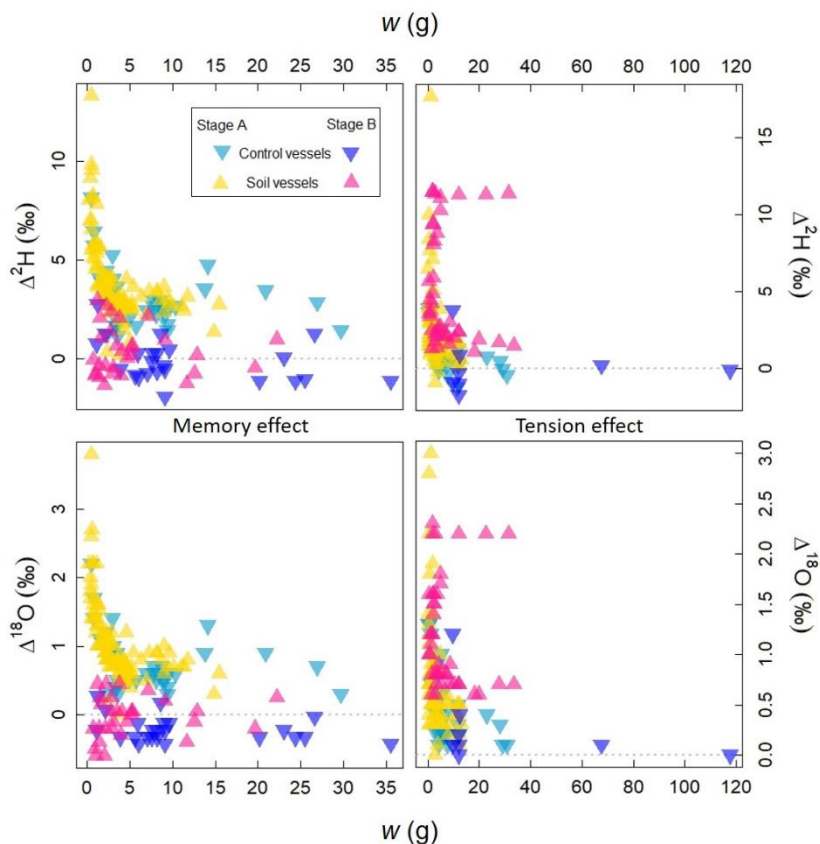 w (g)
0 5 10 15 20 25 30 35
0 20 40 60 80 100 120
Stage A Stage B
Control vessels
Soil vessels
Δ²H (‰)
0 5 10
0 5 10 15
Δ²H (‰)
Memory effect
Tension effect
Δ¹⁸O (‰)
0 1 2 3
0.0 0.5 1.0 1.5 2.0 2.5 3.0
Δ¹⁸O (‰)
0 5 10 15 20 25 30 35
0 20 40 60 80 100 120
w (g)